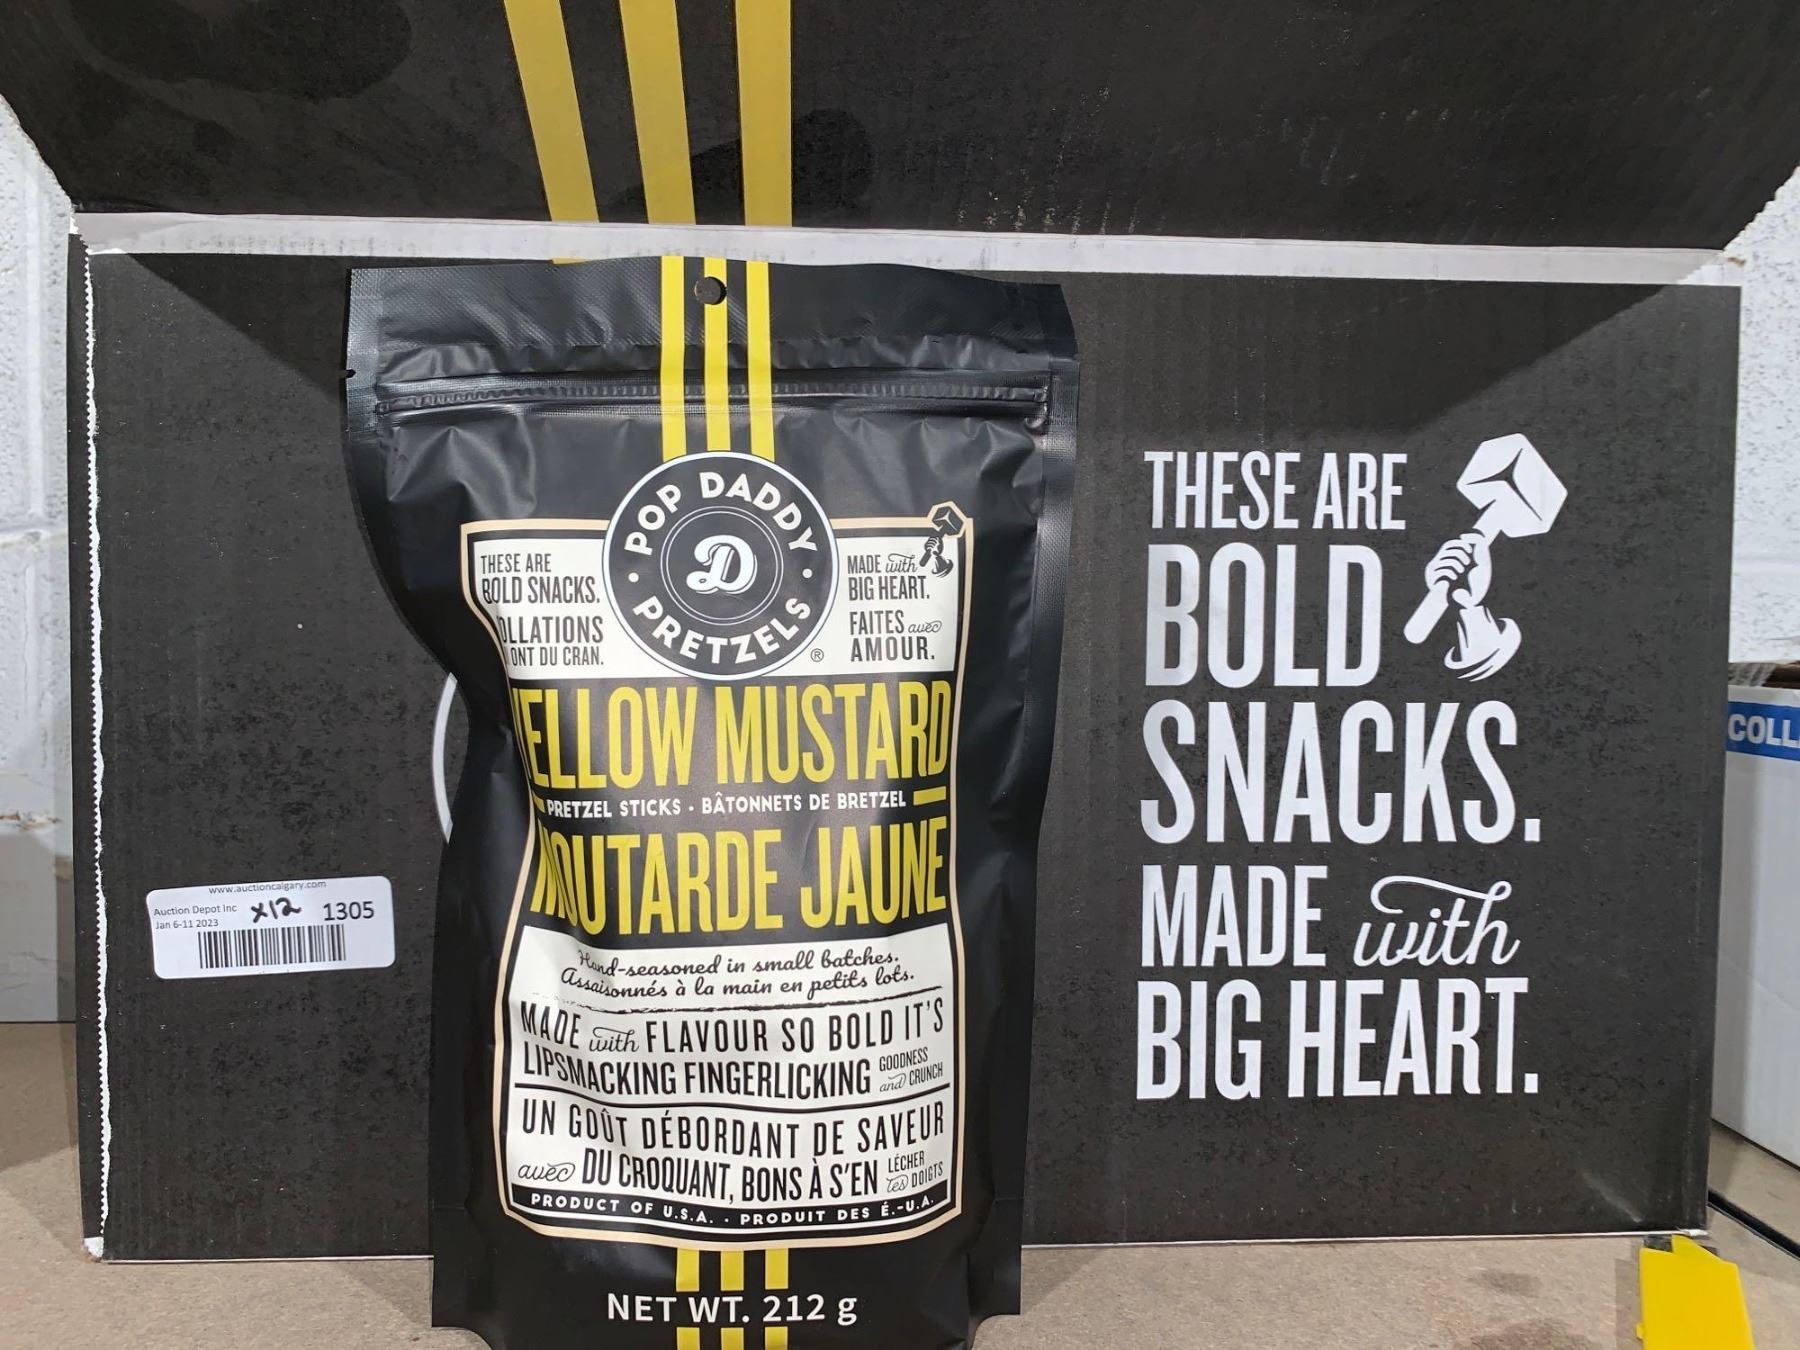 POP DADDY
D
PRETZELS
®
THESE ARE
BOLD SNACKS.
OLLATIONS
ONT DU CRAN.
MADE with
BIG HEART.
FAITES avec
AMOUR.
YELLOW MUSTARD
PRETZEL STICKS · BÂTONNETS DE BRETZEL
MOUTARDE JAUNE
Hand-seasoned in small batches.
Assaisonnés à la main en petits lots.
MADE with FLAVOUR SO BOLD IT'S
LIPSMACKING FINGERLICKING GOODNESS and CRUNCH
UN GOÛT DÉBORDANT DE SAVEUR
avec DU CROQUANT, BONS À S'EN LÉCHER les DOIGTS
PRODUCT OF U.S.A. · PRODUIT DES É.-U.A.
NET WT. 212 g
www.auctioncalgary.com
Auction Depot Inc x12 1305
Jan 6-11 2023
THESE ARE
BOLD
SNACKS.
MADE with
BIG HEART.
COLL